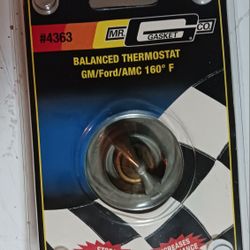 #4363
MR. GASKET CO.
BALANCED THERMOSTAT
GM/Ford/AMC 160° F